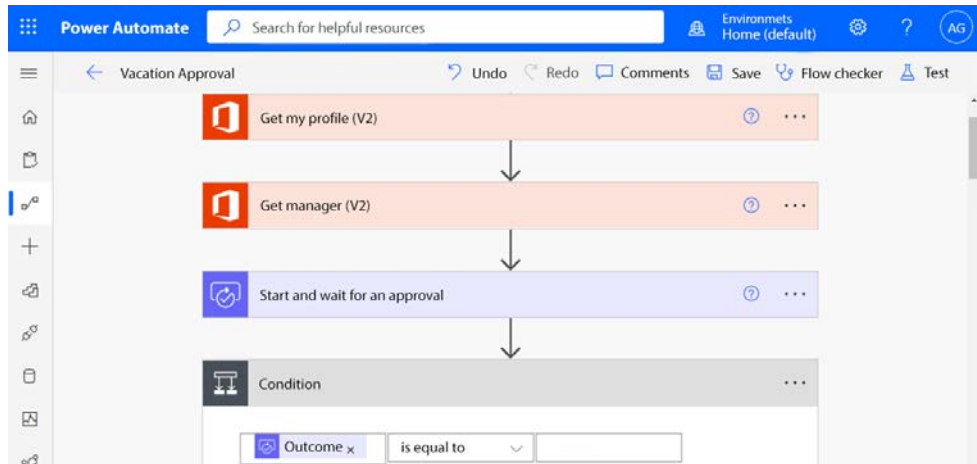 Power Automate
Search for helpful resources
Environmets
Home (default)
?
AG
Vacation Approval
Undo
Redo
Comments
Save
Flow checker
Test
Get my profile (V2)
Get manager (V2)
Start and wait for an approval
Condition
Outcome x
is equal to